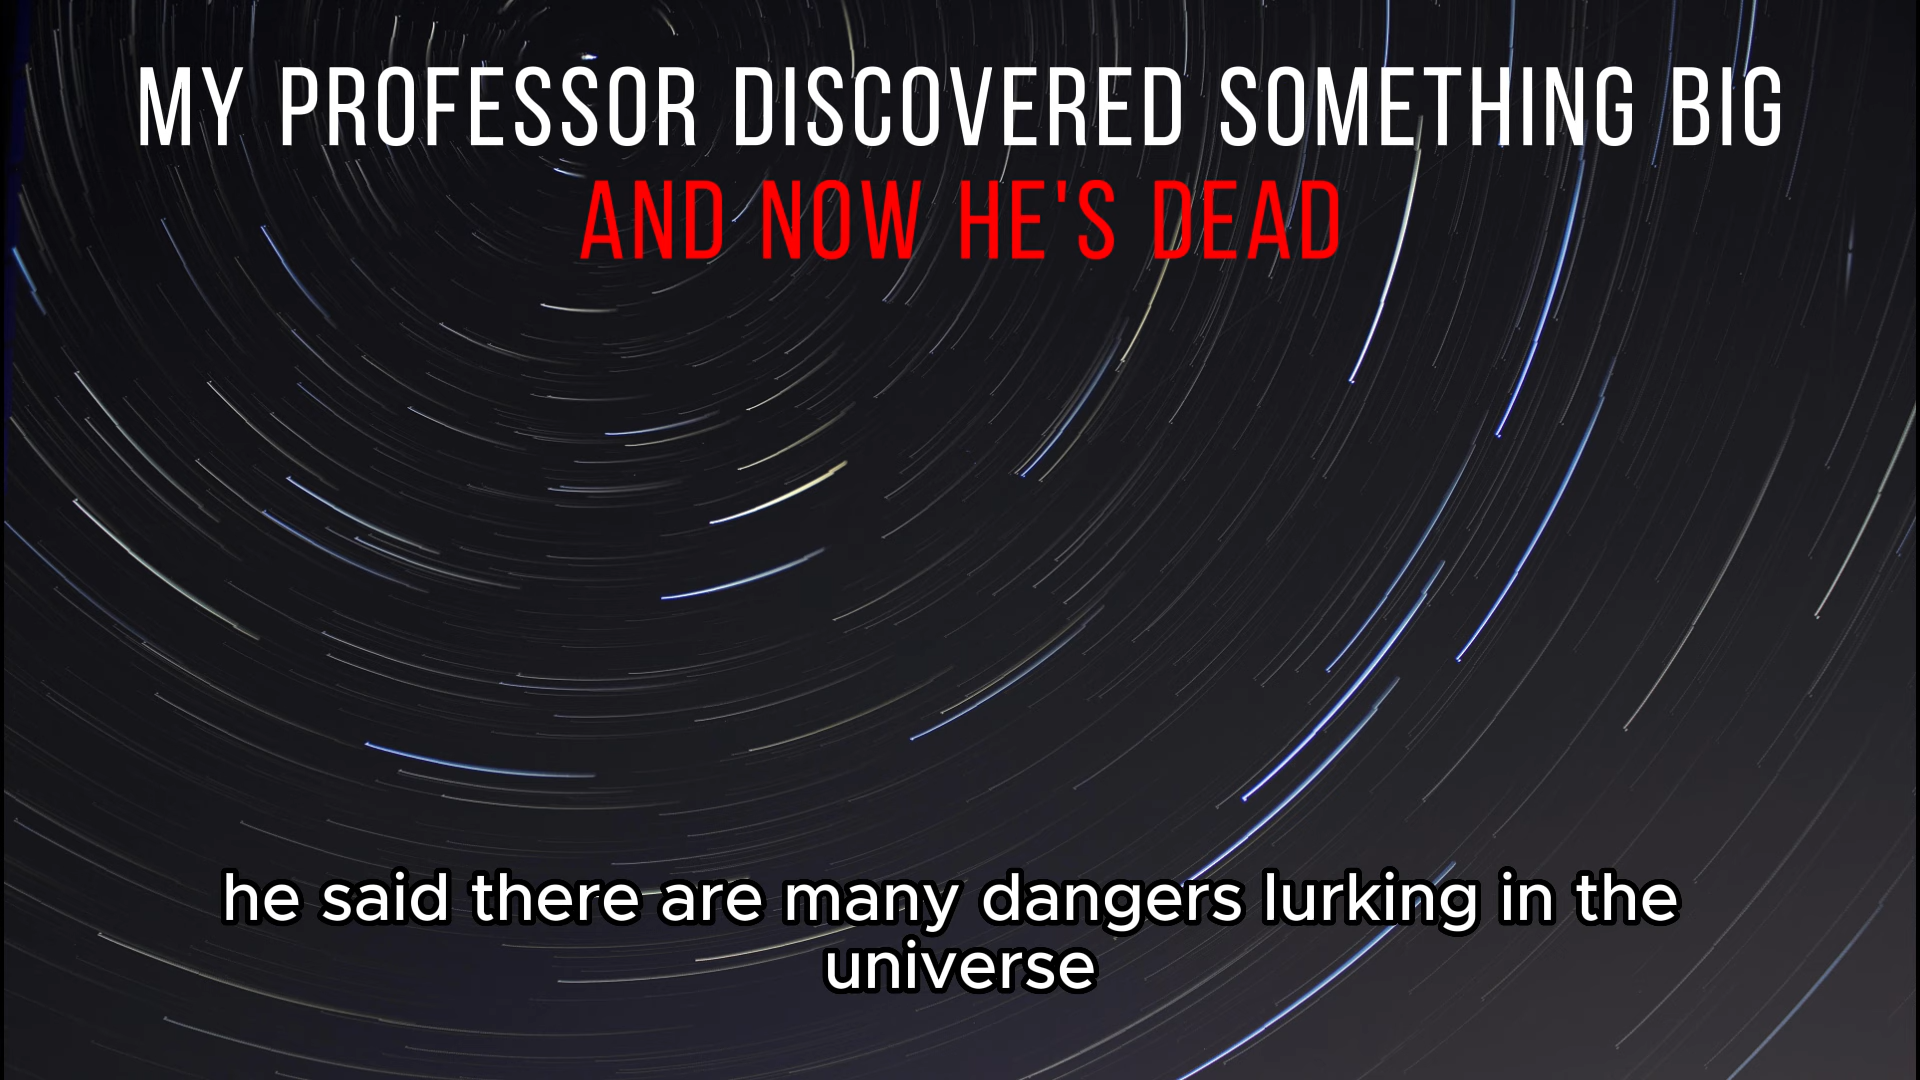 MY PROFESSOR DISCOVERED SOMETHING BIG
AND NOW HE'S DEAD
he said there are many dangers lurking in the
universe